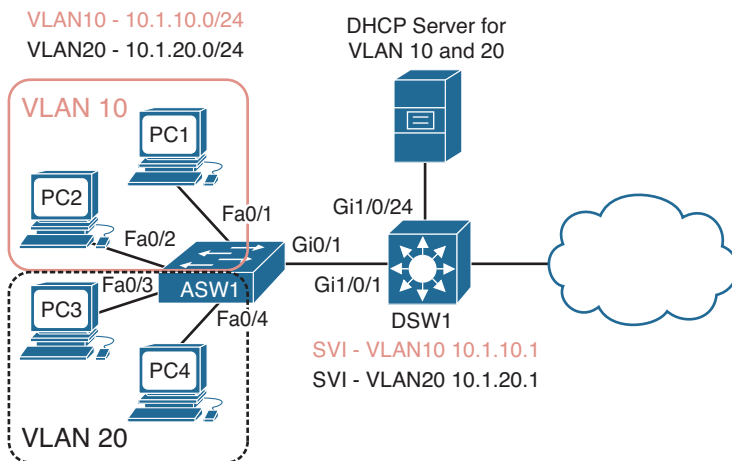 VLAN10 - 10.1.10.0/24
VLAN20 - 10.1.20.0/24
DHCP Server for
VLAN 10 and 20
VLAN 10
PC1
PC2
Fa0/1
Fa0/2
Gi1/0/24
Gi0/1
Gi1/0/1
Fa0/3
ASW1
PC3
Fa0/4
DSW1
PC4
SVI - VLAN10 10.1.10.1
SVI - VLAN20 10.1.20.1
VLAN 20